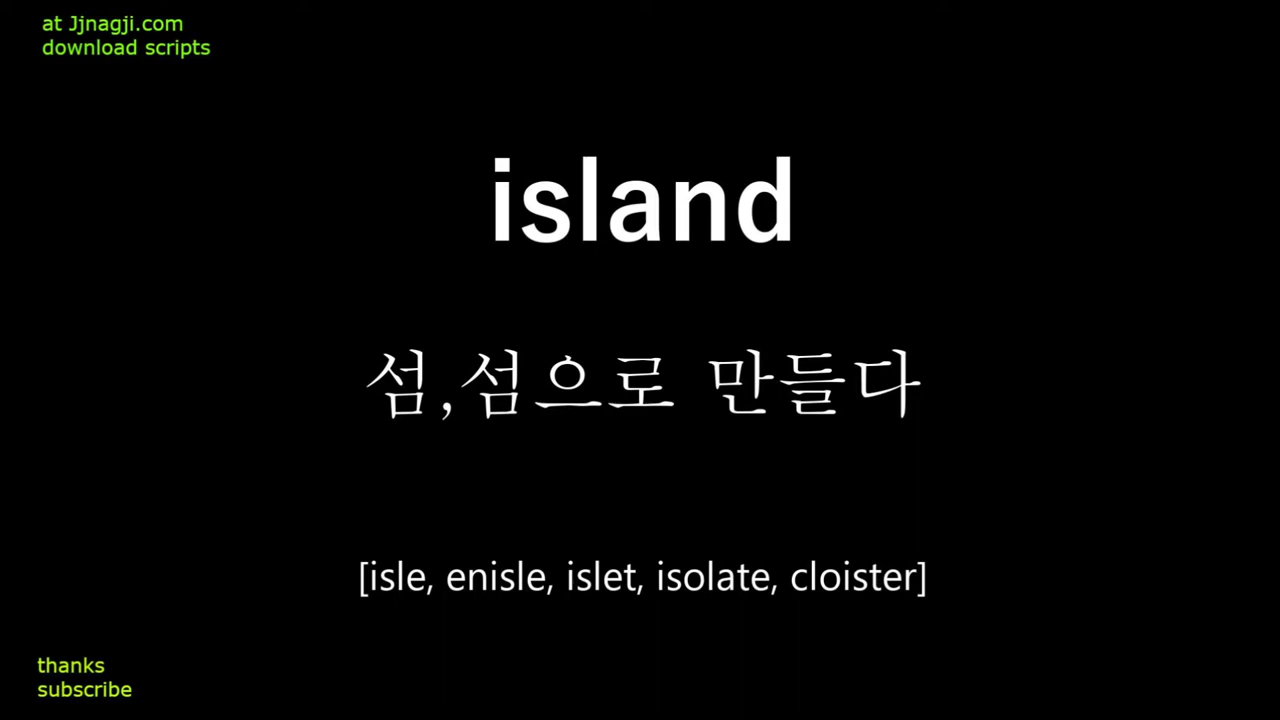 at Jjnagji.com
download scripts
island
섬,섬으로 만들다
[isle, enisle, islet, isolate, cloister]
thanks
subscribe